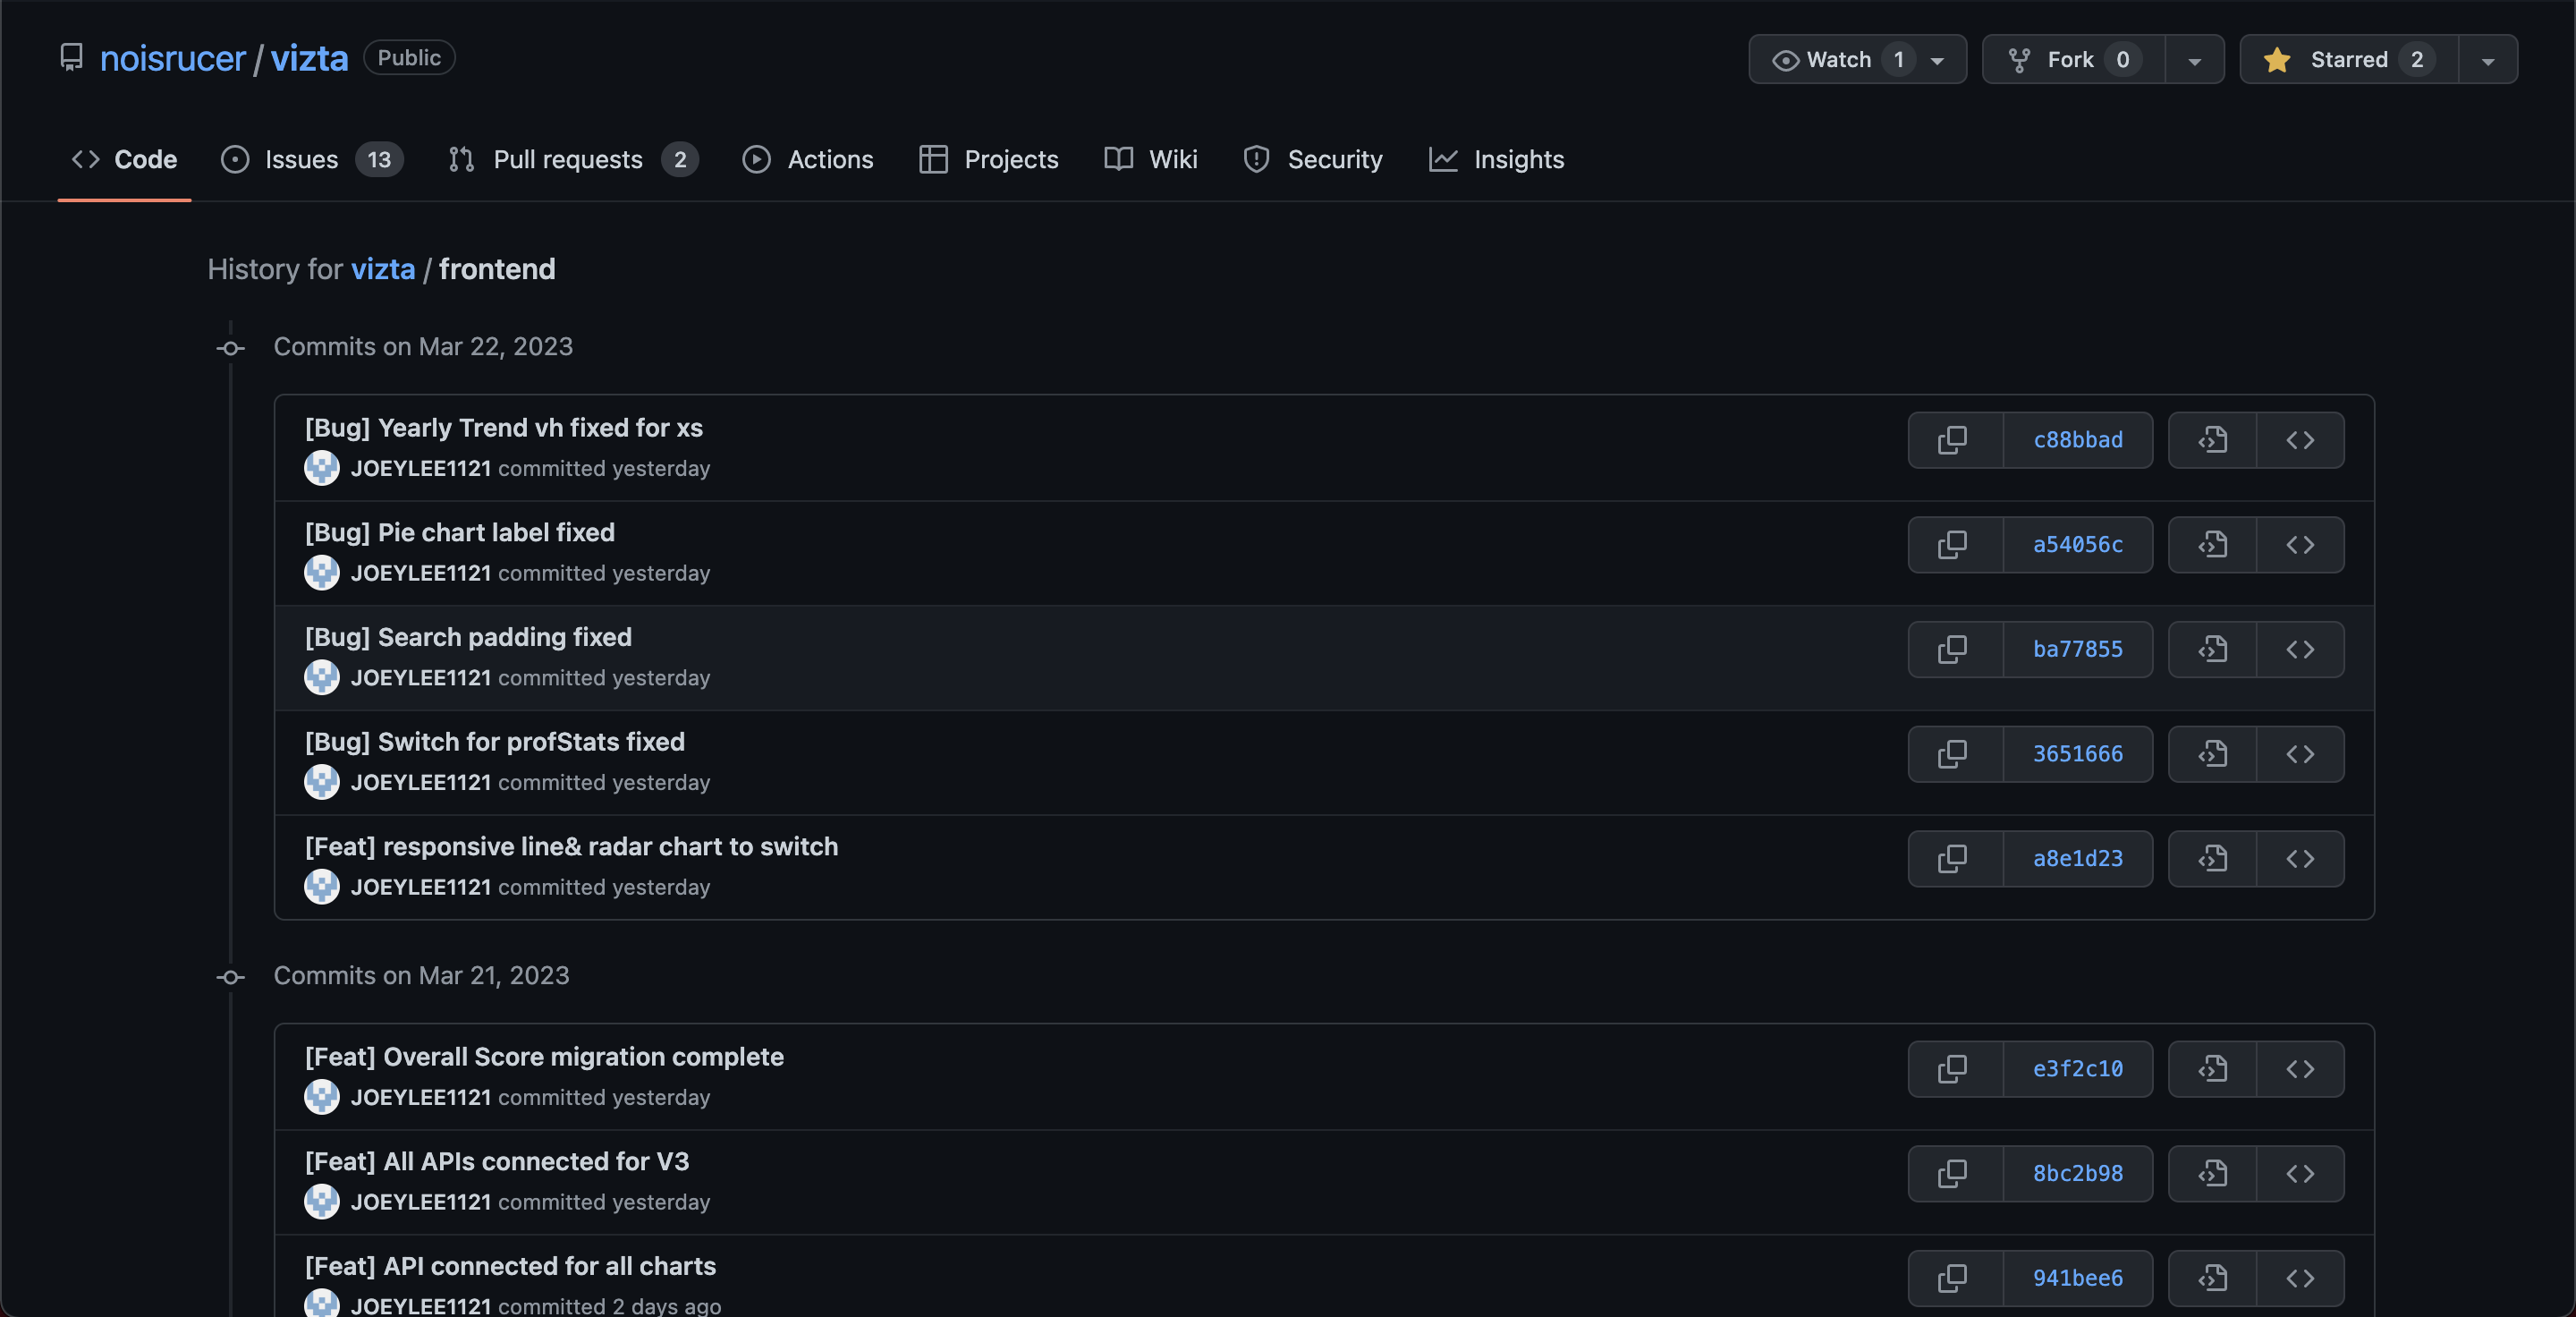 noisrucer / vizta Public Watch 1 Fork 0 Starred 2
Code Issues 13 Pull requests 2 Actions Projects Wiki Security Insights
History for vizta / frontend
Commits on Mar 22, 2023
[Bug] Yearly Trend vh fixed for xs
JOEYLEE1121 committed yesterday
c88bbad
[Bug] Pie chart label fixed
JOEYLEE1121 committed yesterday
a54056c
[Bug] Search padding fixed
JOEYLEE1121 committed yesterday
ba77855
[Bug] Switch for profStats fixed
JOEYLEE1121 committed yesterday
3651666
[Feat] responsive line& radar chart to switch
JOEYLEE1121 committed yesterday
a8e1d23
Commits on Mar 21, 2023
[Feat] Overall Score migration complete
JOEYLEE1121 committed yesterday
e3f2c10
[Feat] All APIs connected for V3
JOEYLEE1121 committed yesterday
8bc2b98
[Feat] API connected for all charts
JOEYLEE1121 committed 2 days ago
941bee6